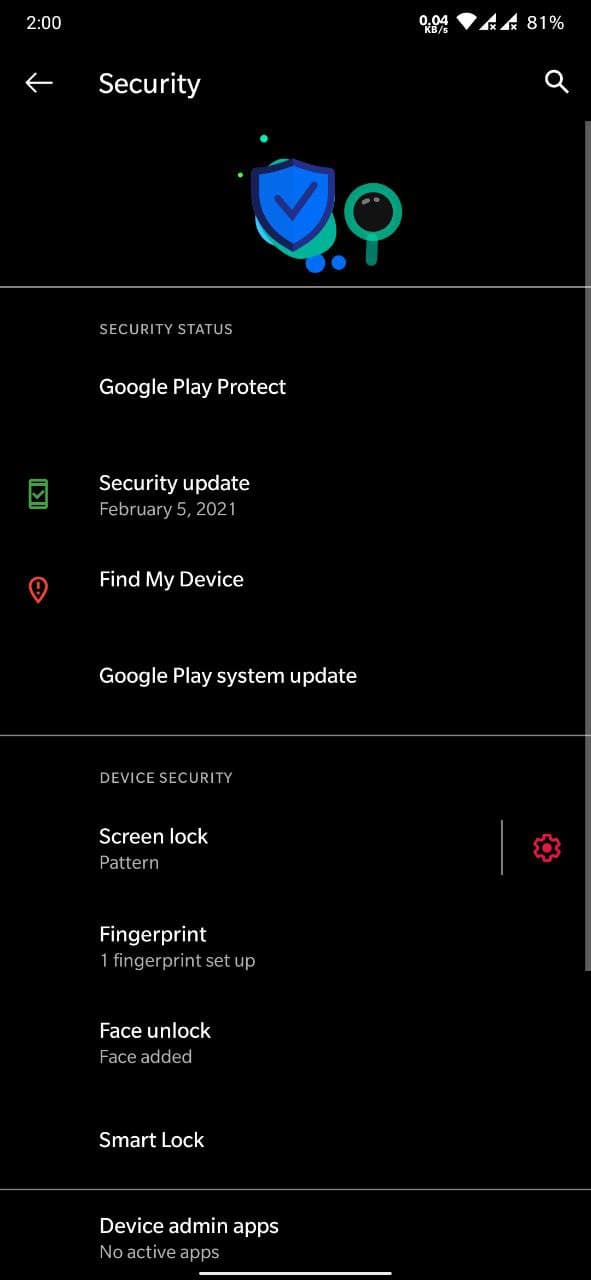 2:00 0.04 KB/s 81%
Security
SECURITY STATUS
Google Play Protect
Security update
February 5, 2021
Find My Device
Google Play system update
DEVICE SECURITY
Screen lock
Pattern
Fingerprint
1 fingerprint set up
Face unlock
Face added
Smart Lock
Device admin apps
No active apps